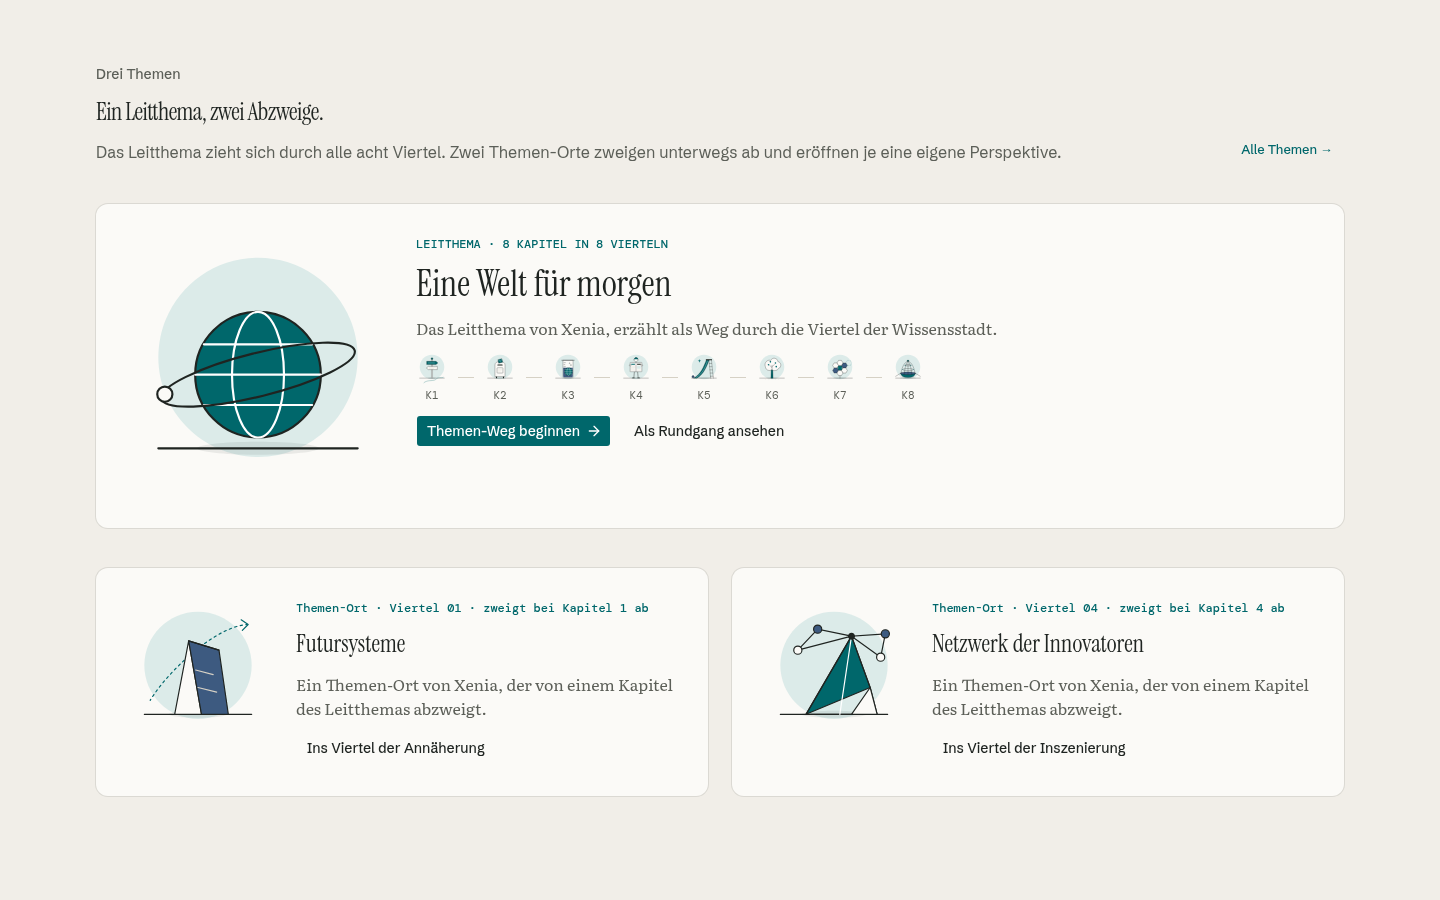 Drei Themen
Ein Leitthema, zwei Abzweige.
Das Leitthema zieht sich durch alle acht Viertel. Zwei Themen-Orte zweigen unterwegs ab und eröffnen je eine eigene Perspektive.
Alle Themen →
LEITTHEMA · 8 KAPITEL IN 8 VIERTELN
Eine Welt für morgen
Das Leitthema von Xenia, erzählt als Weg durch die Viertel der Wissensstadt.
K1 K2 K3 K4 K5 K6 K7 K8
Themen-Weg beginnen →
Als Rundgang ansehen
Themen-Ort · Viertel 01 · zweigt bei Kapitel 1 ab
Futursysteme
Ein Themen-Ort von Xenia, der von einem Kapitel
des Leitthemas abzweigt.
Ins Viertel der Annäherung
Themen-Ort · Viertel 04 · zweigt bei Kapitel 4 ab
Netzwerk der Innovatoren
Ein Themen-Ort von Xenia, der von einem Kapitel
des Leitthemas abzweigt.
Ins Viertel der Inszenierung